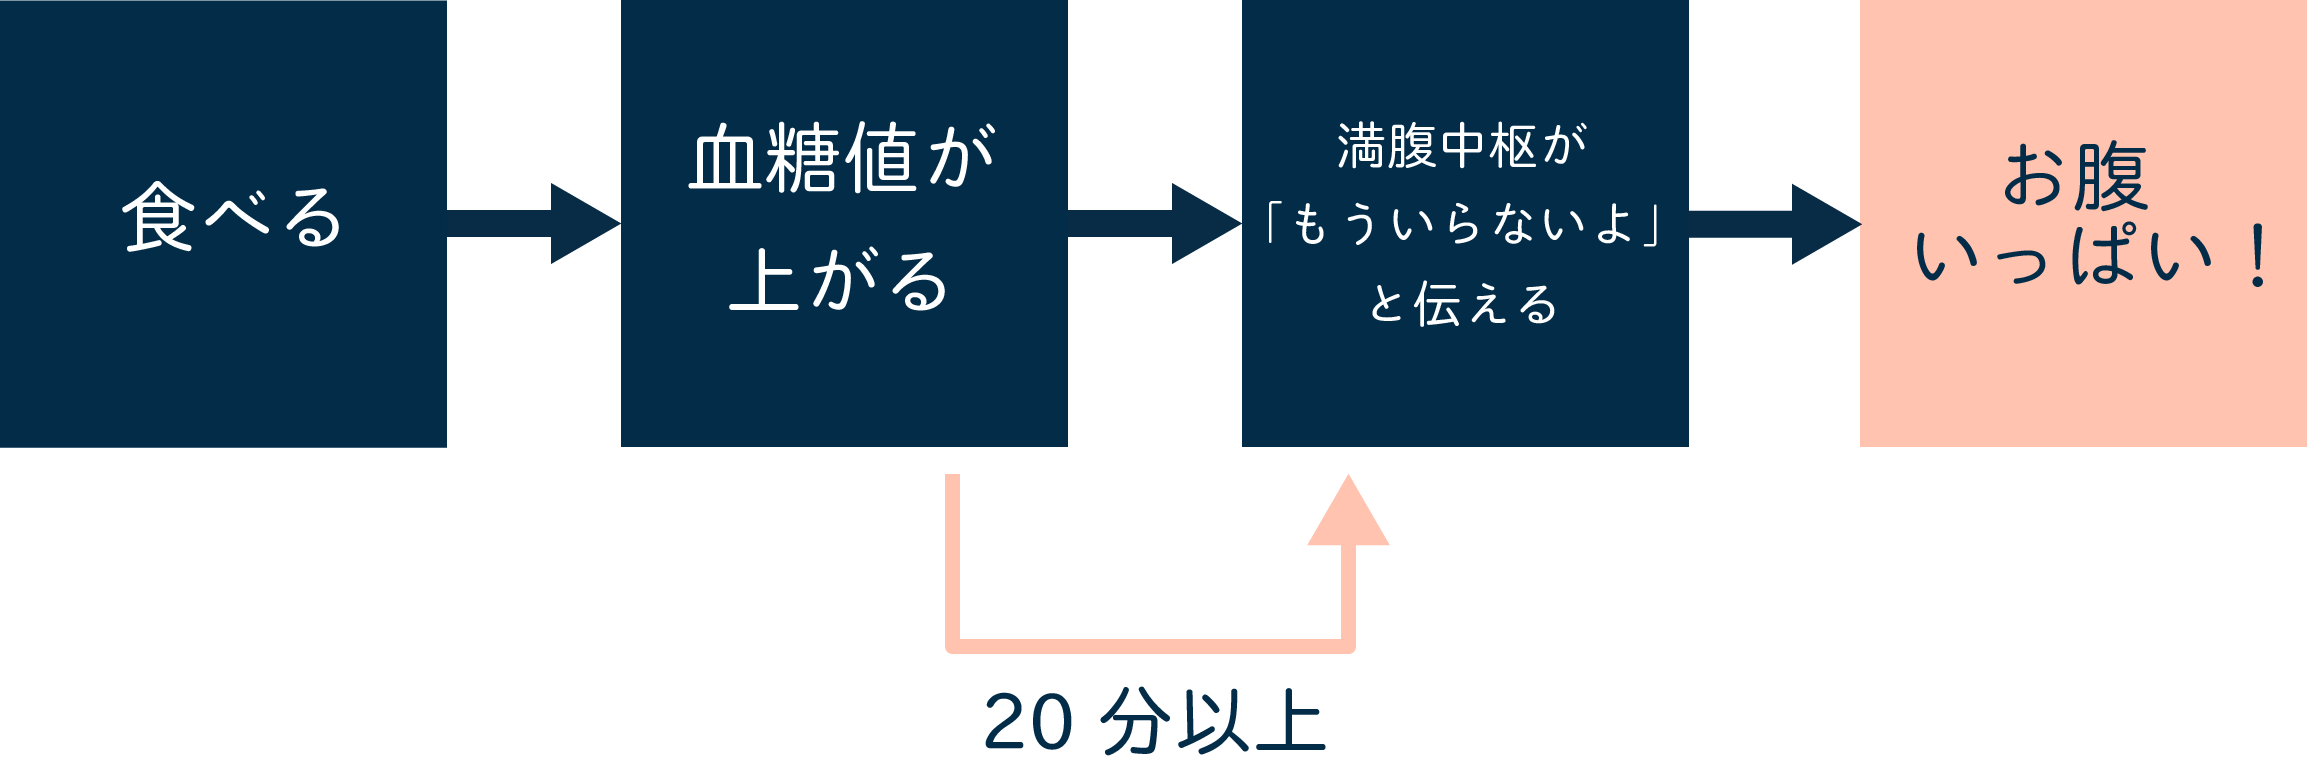 食べる
血糖値が
上がる
満腹中枢が
「もういらないよ」
と伝える
お腹
いっぱい！
20 分以上